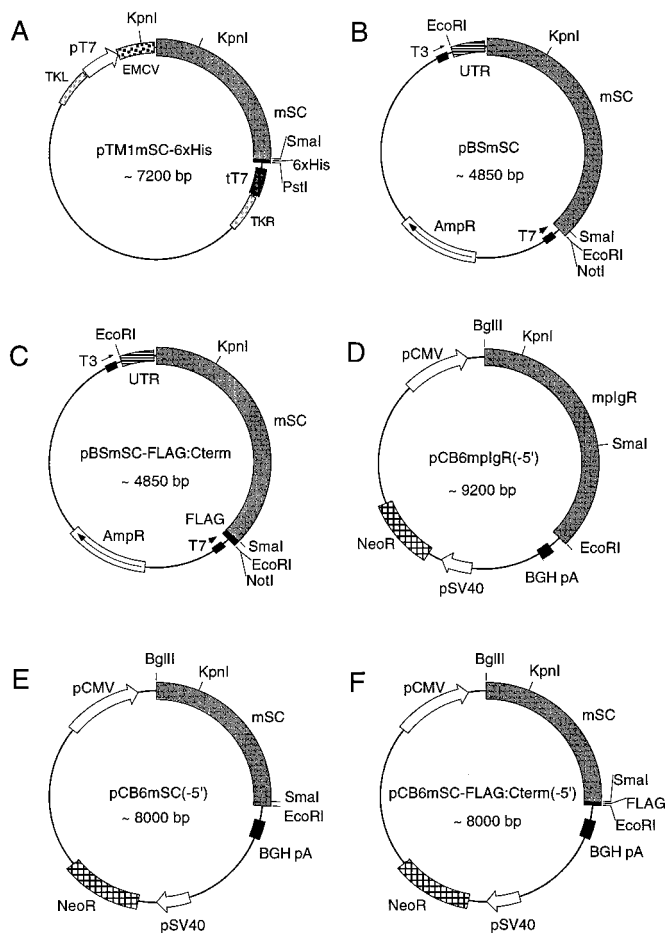 A
KpnI
KpnI
pT7
TKL
EMCV
mSC
pTM1mSC-6xHis
~ 7200 bp
SmaI
6xHis
PstI
tT7
TKR
B
EcoRI
T3
UTR
KpnI
mSC
pBSmSC
~ 4850 bp
AmpR
T7
SmaI
EcoRI
NotI
C
EcoRI
T3
UTR
KpnI
mSC
pBSmSC-FLAG:Cterm
~ 4850 bp
FLAG
AmpR
T7
SmaI
EcoRI
NotI
D
BglII
pCMV
KpnI
mpIgR
pCB6mpIgR(-5')
~ 9200 bp
SmaI
NeoR
EcoRI
pSV40
BGH pA
E
BglII
pCMV
KpnI
mSC
pCB6mSC(-5')
~ 8000 bp
SmaI
EcoRI
BGH pA
NeoR
pSV40
F
BglII
pCMV
KpnI
mSC
pCB6mSC-FLAG:Cterm(-5')
~ 8000 bp
SmaI
FLAG
EcoRI
BGH pA
NeoR
pSV40